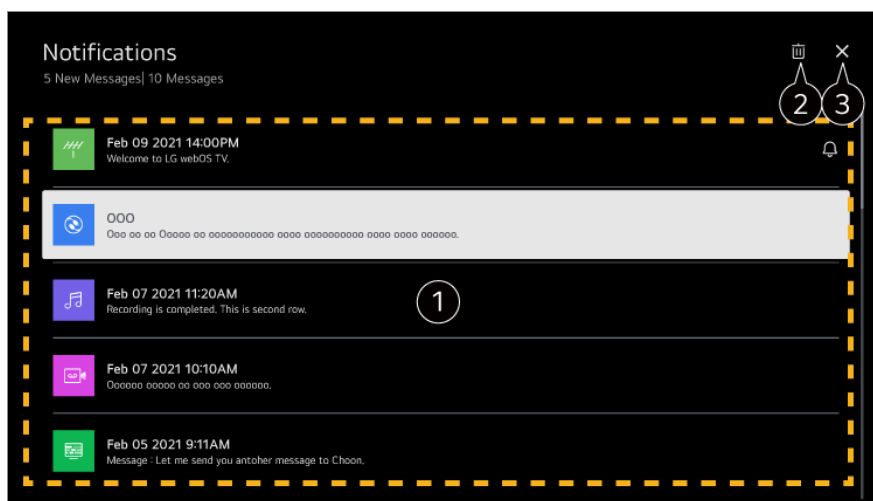 Notifications
5 New Messages| 10 Messages
2
3
Feb 09 2021 14:00PM
Welcome to LG webOS TV.
OOO
Ooo oo oo Ooooo oo ooooooooooo oooo oooooooooo oooo oooo oooooo.
Feb 07 2021 11:20AM
Recording is completed. This is second row.
1
Feb 07 2021 10:10AM
Oooooo ooooo oo ooo ooo oooooo.
Feb 05 2021 9:11AM
Message : Let me send you antoher message to Choon.